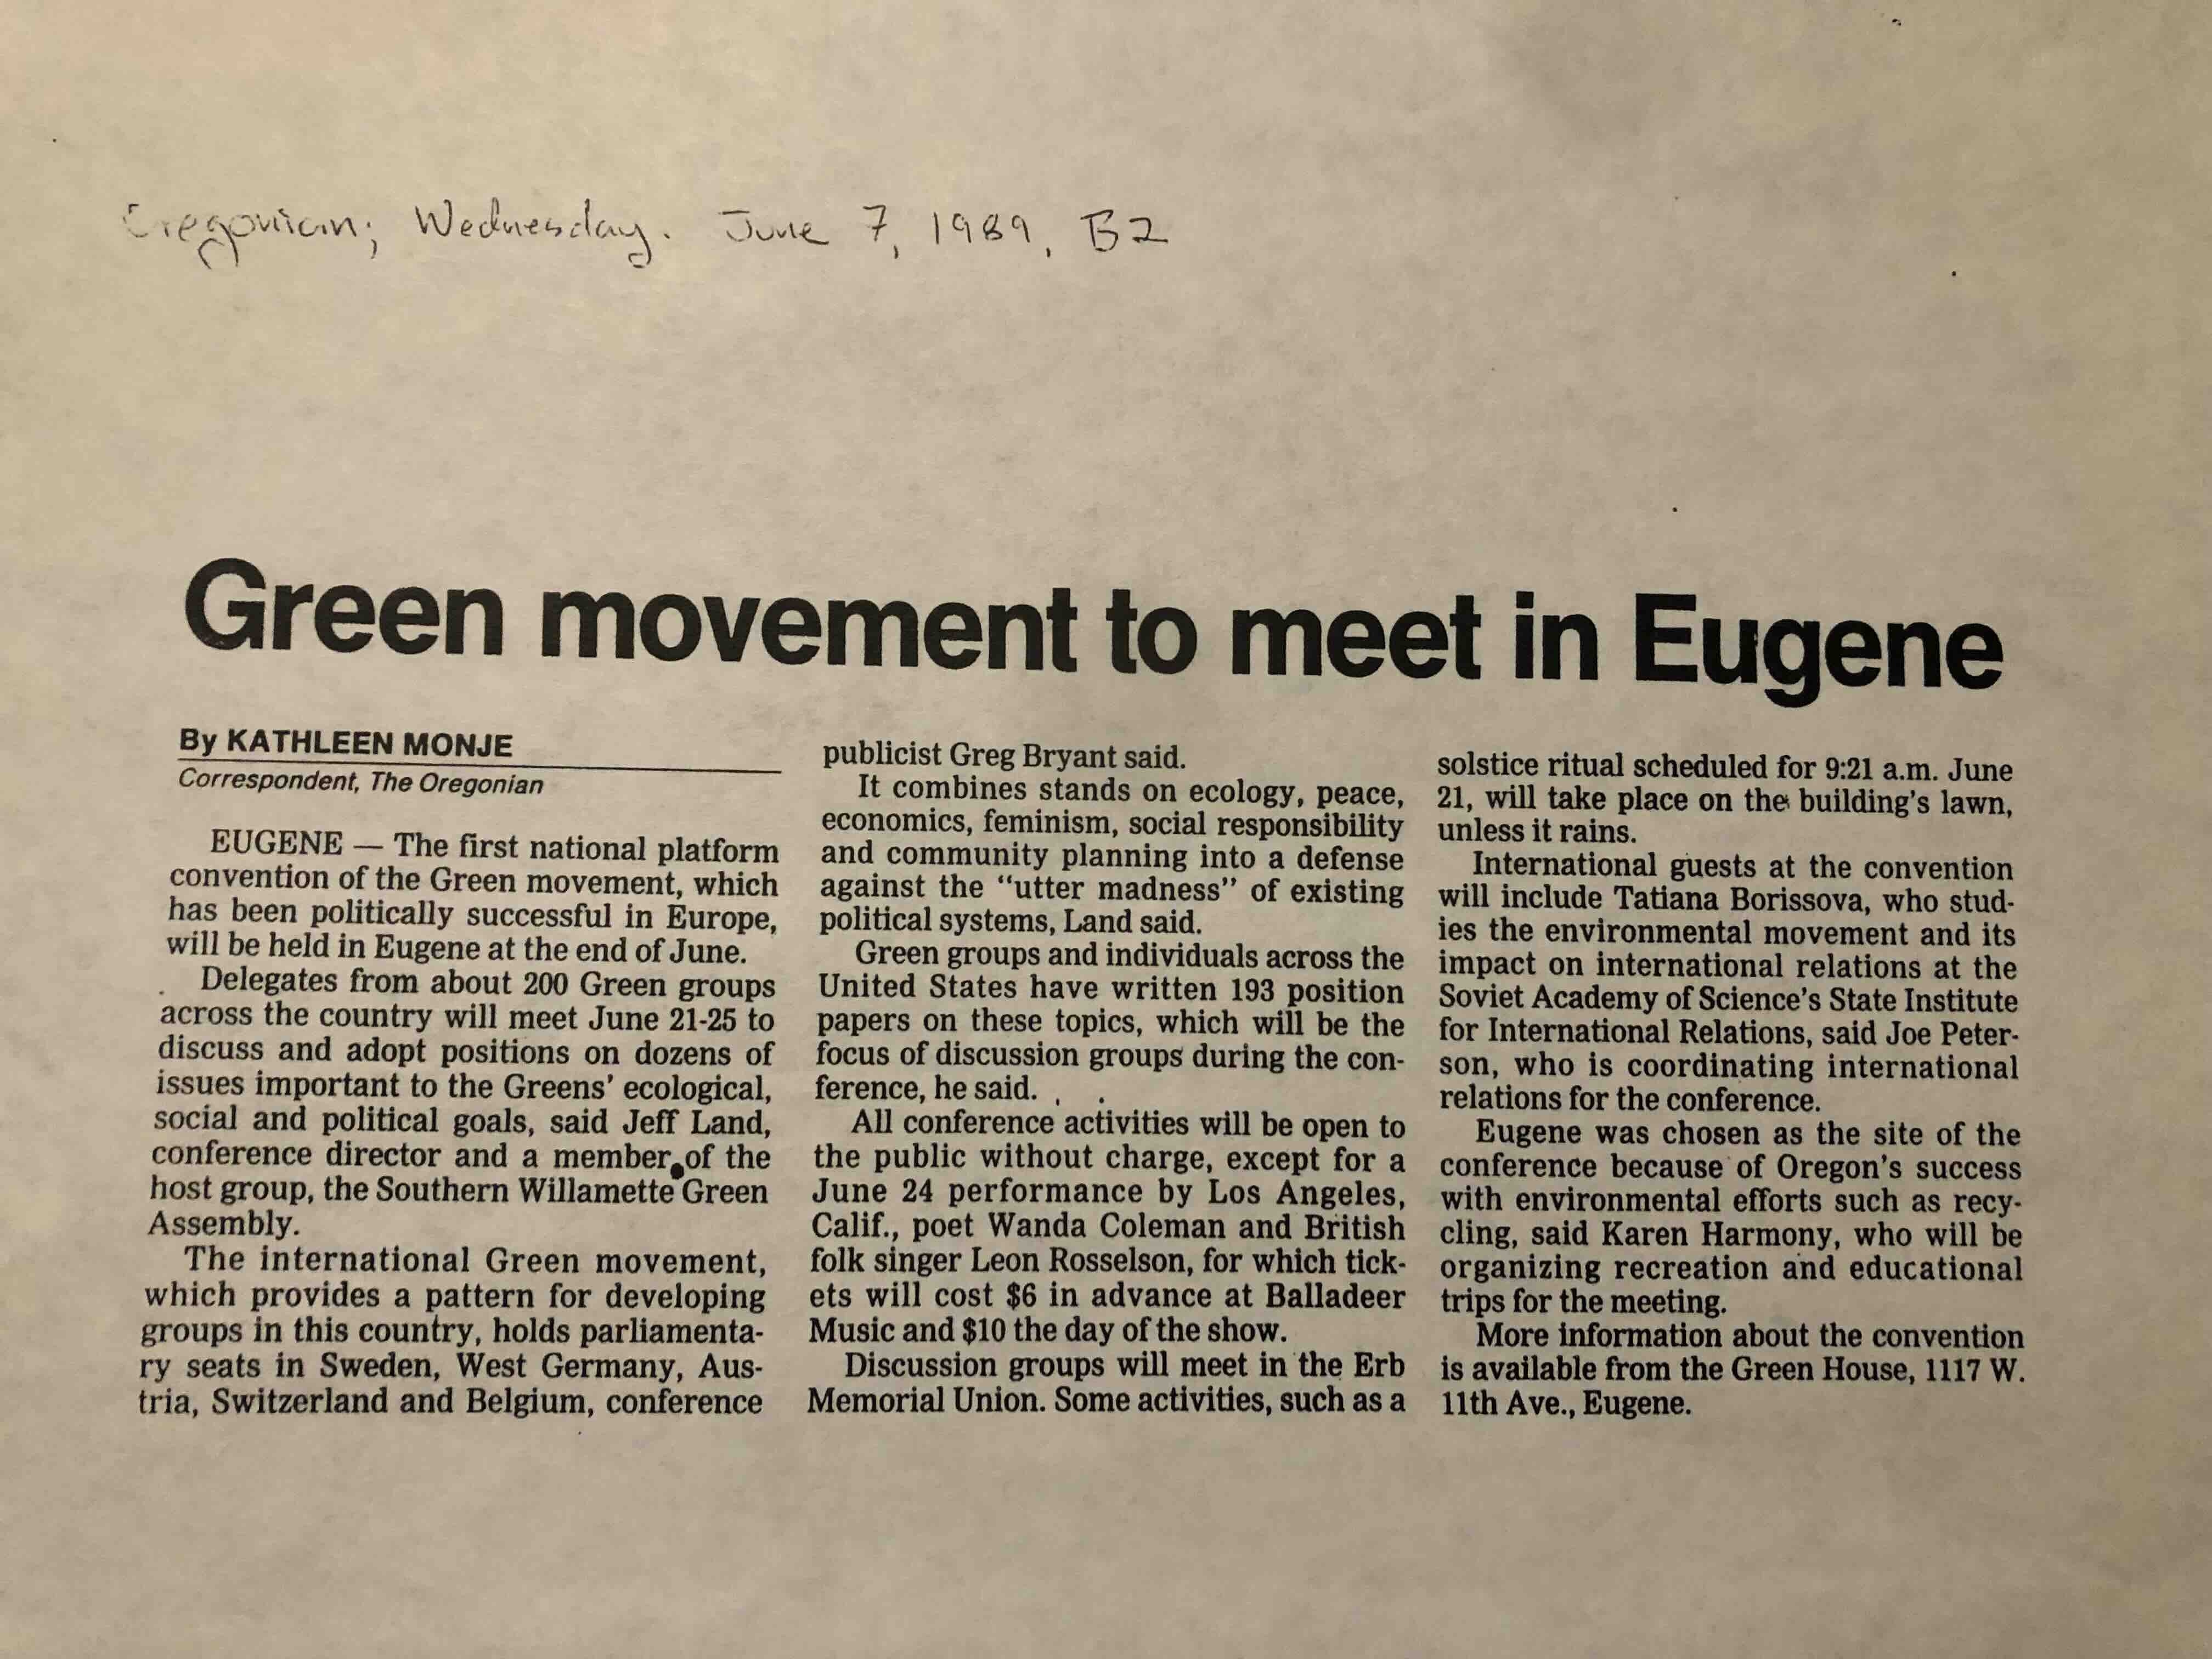 Oregonian; Wednesday. June 7, 1989, B2
Green movement to meet in Eugene
By KATHLEEN MONJE
Correspondent, The Oregonian
EUGENE — The first national platform
convention of the Green movement, which
has been politically successful in Europe,
will be held in Eugene at the end of June.
Delegates from about 200 Green groups
across the country will meet June 21-25 to
discuss and adopt positions on dozens of
issues important to the Greens' ecological,
social and political goals, said Jeff Land,
conference director and a member of the
host group, the Southern Willamette Green
Assembly.
The international Green movement,
which provides a pattern for developing
groups in this country, holds parliamenta-
ry seats in Sweden, West Germany, Aus-
tria, Switzerland and Belgium, conference
publicist Greg Bryant said.
It combines stands on ecology, peace,
economics, feminism, social responsibility
and community planning into a defense
against the "utter madness" of existing
political systems, Land said.
Green groups and individuals across the
United States have written 193 position
papers on these topics, which will be the
focus of discussion groups during the con-
ference, he said.
All conference activities will be open to
the public without charge, except for a
June 24 performance by Los Angeles,
Calif., poet Wanda Coleman and British
folk singer Leon Rosselson, for which tick-
ets will cost $6 in advance at Balladeer
Music and $10 the day of the show.
Discussion groups will meet in the Erb
Memorial Union. Some activities, such as a
solstice ritual scheduled for 9:21 a.m. June
21, will take place on the building's lawn,
unless it rains.
International guests at the convention
will include Tatiana Borissova, who stud-
ies the environmental movement and its
impact on international relations at the
Soviet Academy of Science's State Institute
for International Relations, said Joe Peter-
son, who is coordinating international
relations for the conference.
Eugene was chosen as the site of the
conference because of Oregon's success
with environmental efforts such as recy-
cling, said Karen Harmony, who will be
organizing recreation and educational
trips for the meeting.
More information about the convention
is available from the Green House, 1117 W.
11th Ave., Eugene.